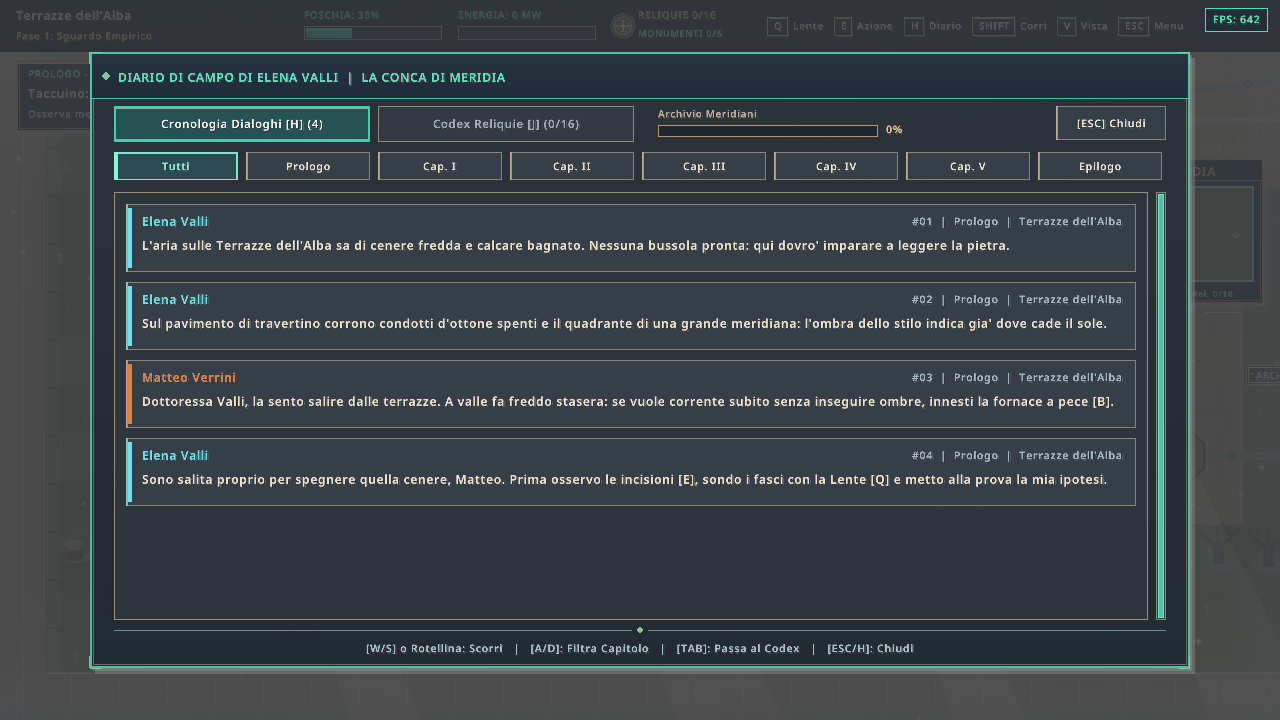 Terrazze dell'Alba
Fase 1: Sguardo Empirico
FOSCHIA: 35%
ENERGIA: 0 MW
RELIQUIE 0/16
MONUMENTI 0/5
Q Lente
E Azione
H Diario
SHIFT Corri
V Vista
ESC Menu
FPS: 642
PROLOGO -
Taccuino:
Osserva
DIARIO DI CAMPO DI ELENA VALLI | LA CONCA DI MERIDIA
Cronologia Dialoghi [H] (4)
Codex Reliquie [J] (0/16)
Archivio Meridiani
0%
[ESC] Chiudi
Tutti
Prologo
Cap. I
Cap. II
Cap. III
Cap. IV
Cap. V
Epilogo
Elena Valli
#01 | Prologo | Terrazze dell'Alba
L'aria sulle Terrazze dell'Alba sa di cenere fredda e calcare bagnato. Nessuna bussola pronta: qui dovro' imparare a leggere la pietra.
Elena Valli
#02 | Prologo | Terrazze dell'Alba
Sul pavimento di travertino corrono condotti d'ottone spenti e il quadrante di una grande meridiana: l'ombra dello stilo indica gia' dove cade il sole.
Matteo Verrini
#03 | Prologo | Terrazze dell'Alba
Dottoressa Valli, la sento salire dalle terrazze. A valle fa freddo stasera: se vuole corrente subito senza inseguire ombre, innesti la fornace a pece [B].
Elena Valli
#04 | Prologo | Terrazze dell'Alba
Sono salita proprio per spegnere quella cenere, Matteo. Prima osservo le incisioni [E], sondo i fasci con la Lente [Q] e metto alla prova la mia ipotesi.
[W/S] o Rotellina: Scorri | [A/D]: Filtra Capitolo | [TAB]: Passa al Codex | [ESC/H]: Chiudi